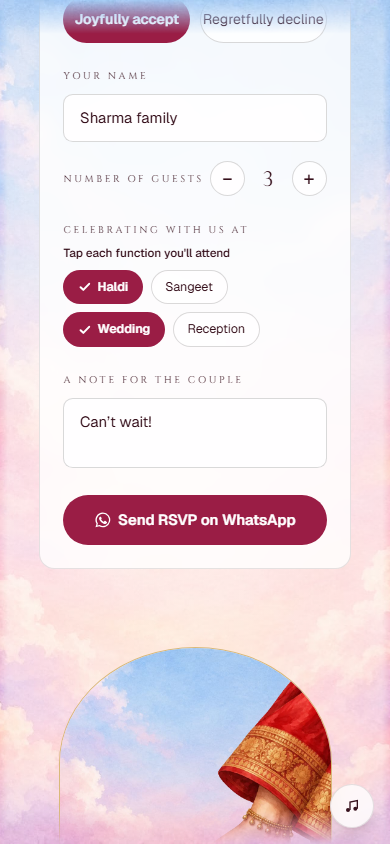 Joyfully accept
Regretfully decline
YOUR NAME
Sharma family
NUMBER OF GUESTS − 3 +
CELEBRATING WITH US AT
Tap each function you'll attend
Haldi
Sangeet
Wedding
Reception
A NOTE FOR THE COUPLE
Can't wait!
Send RSVP on WhatsApp